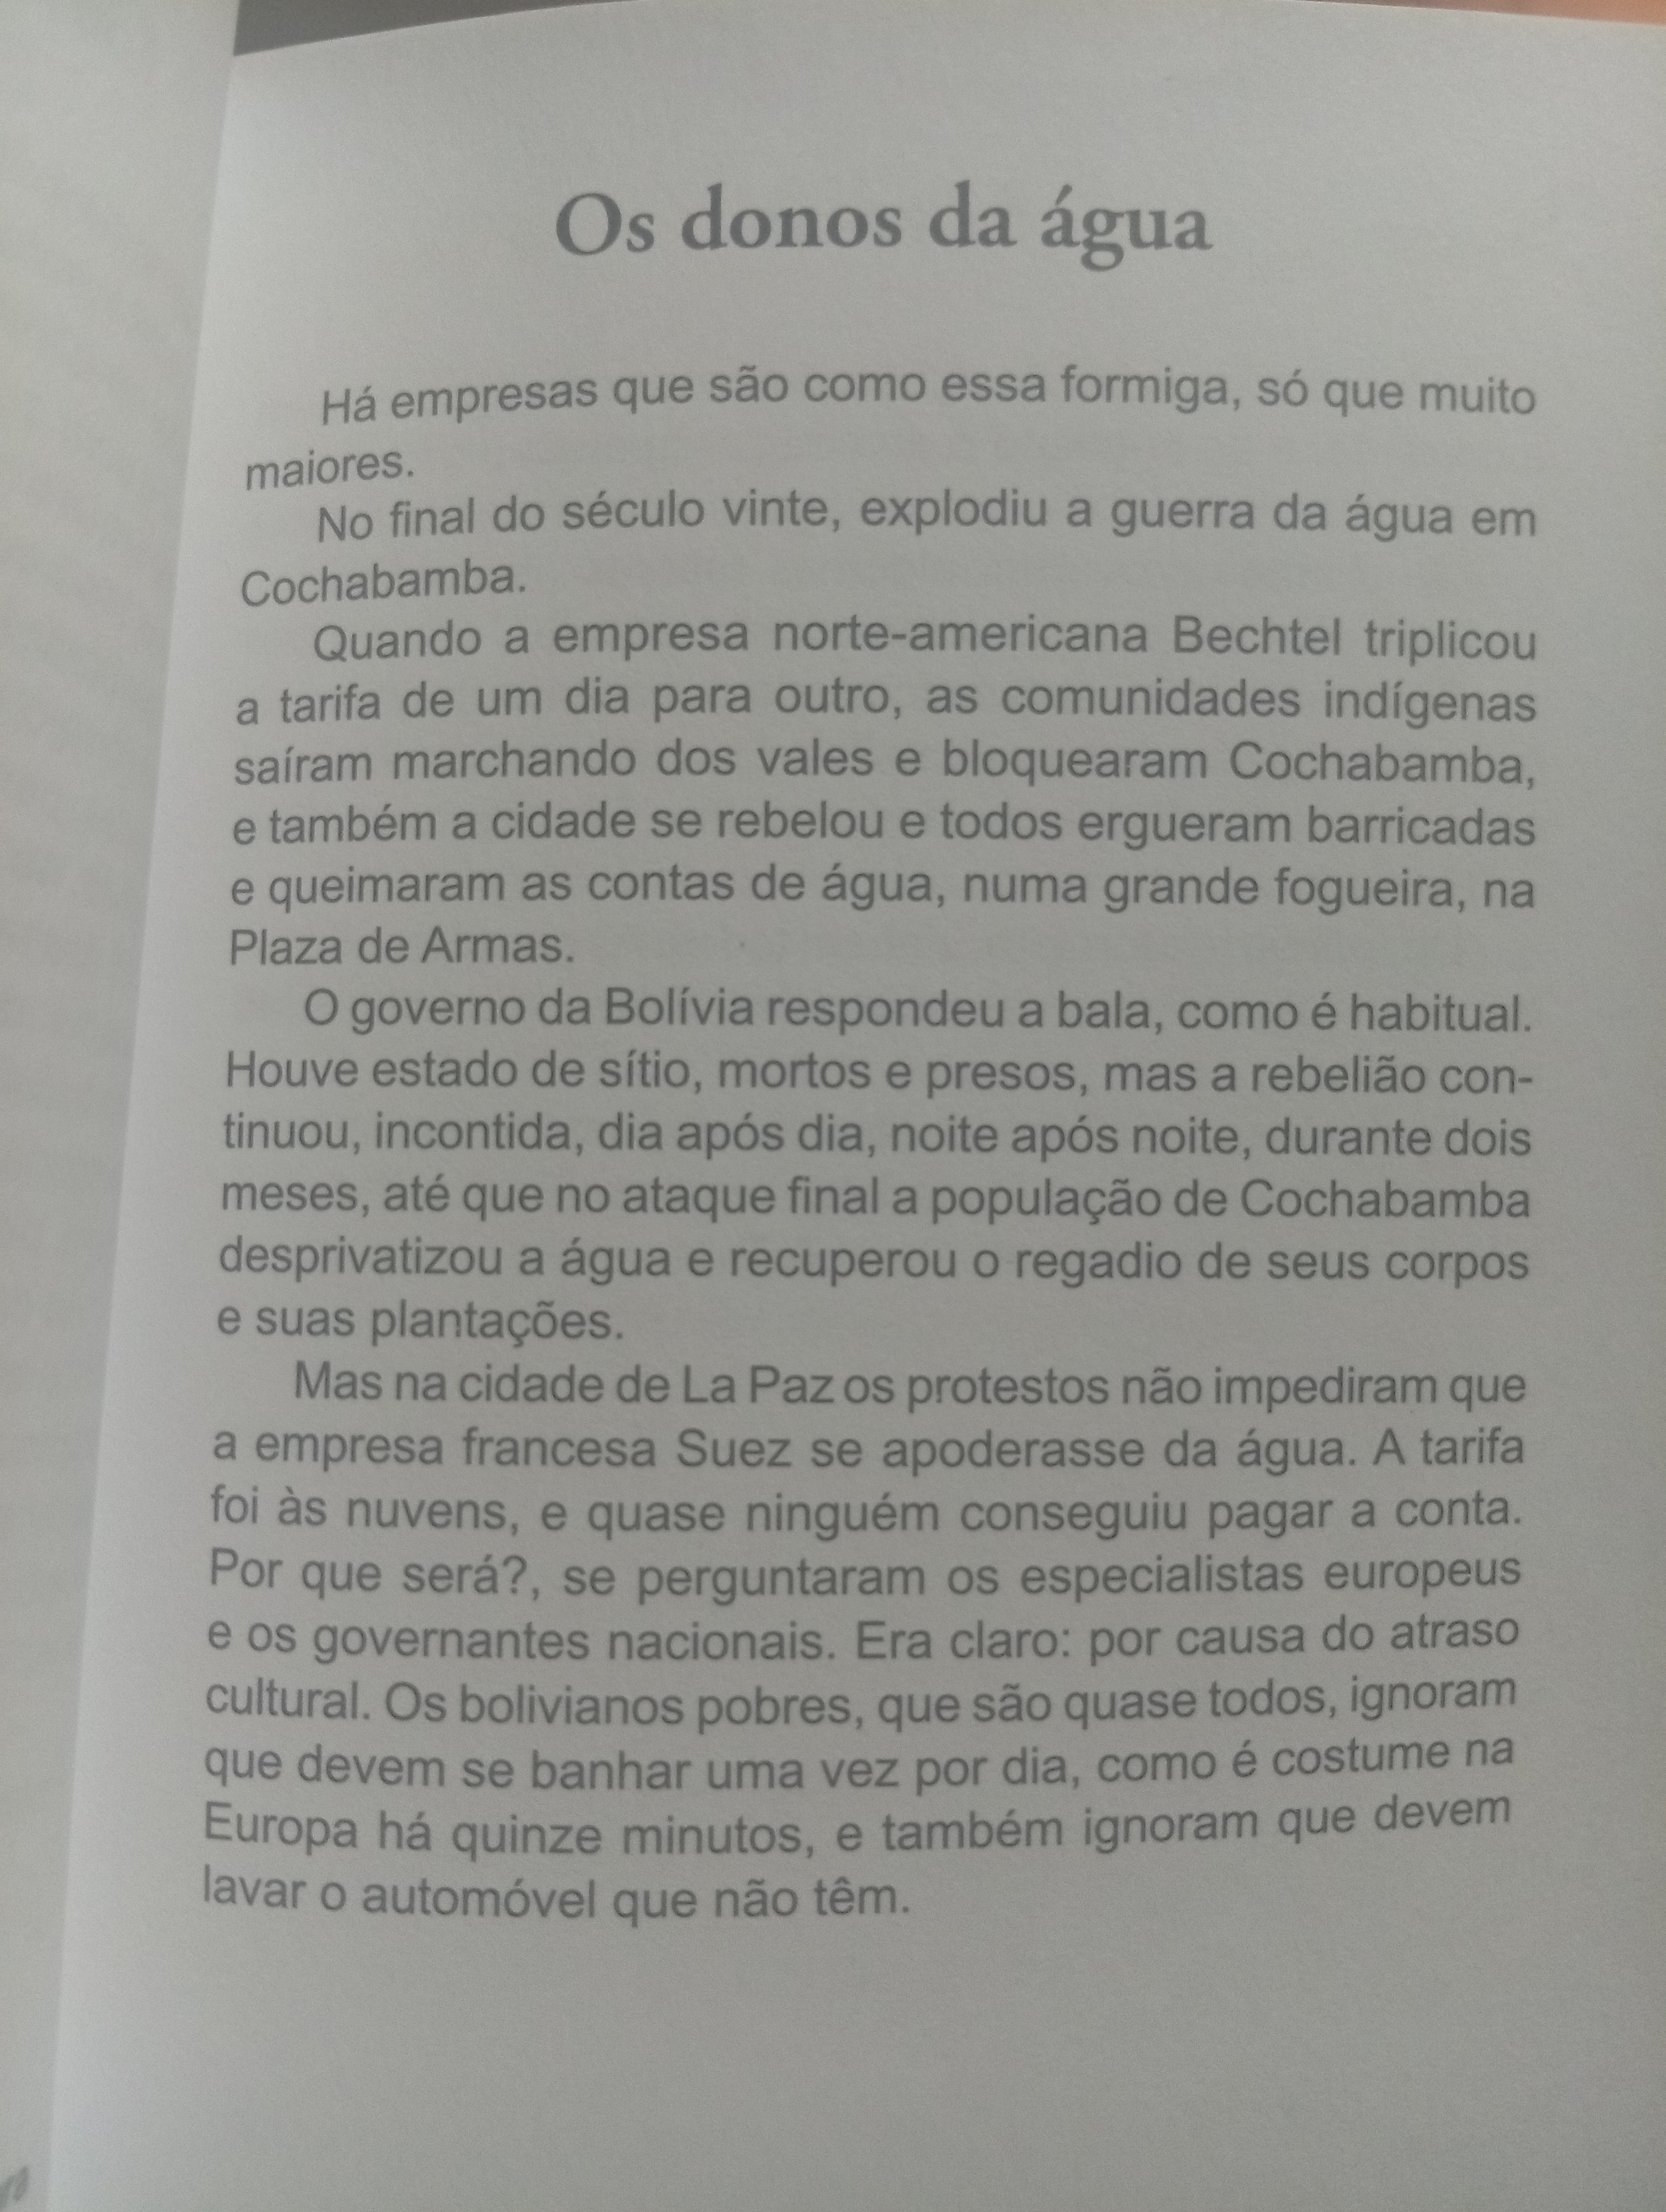 Os donos da água
Há empresas que são como essa formiga, só que muito
maiores.
No final do século vinte, explodiu a guerra da água em
Cochabamba.
Quando a empresa norte-americana Bechtel triplicou
a tarifa de um dia para outro, as comunidades indígenas
saíram marchando dos vales e bloquearam Cochabamba,
e também a cidade se rebelou e todos ergueram barricadas
e queimaram as contas de água, numa grande fogueira, na
Plaza de Armas.
O governo da Bolívia respondeu a bala, como é habitual.
Houve estado de sítio, mortos e presos, mas a rebelião con-
tinuou, incontida, dia após dia, noite após noite, durante dois
meses, até que no ataque final a população de Cochabamba
desprivatizou a água e recuperou o regadio de seus corpos
e suas plantações.
Mas na cidade de La Paz os protestos não impediram que
a empresa francesa Suez se apoderasse da água. A tarifa
foi às nuvens, e quase ninguém conseguiu pagar a conta.
Por que será?, se perguntaram os especialistas europeus
e os governantes nacionais. Era claro: por causa do atraso
cultural. Os bolivianos pobres, que são quase todos, ignoram
que devem se banhar uma vez por dia, como é costume na
Europa há quinze minutos, e também ignoram que devem
lavar o automóvel que não têm.